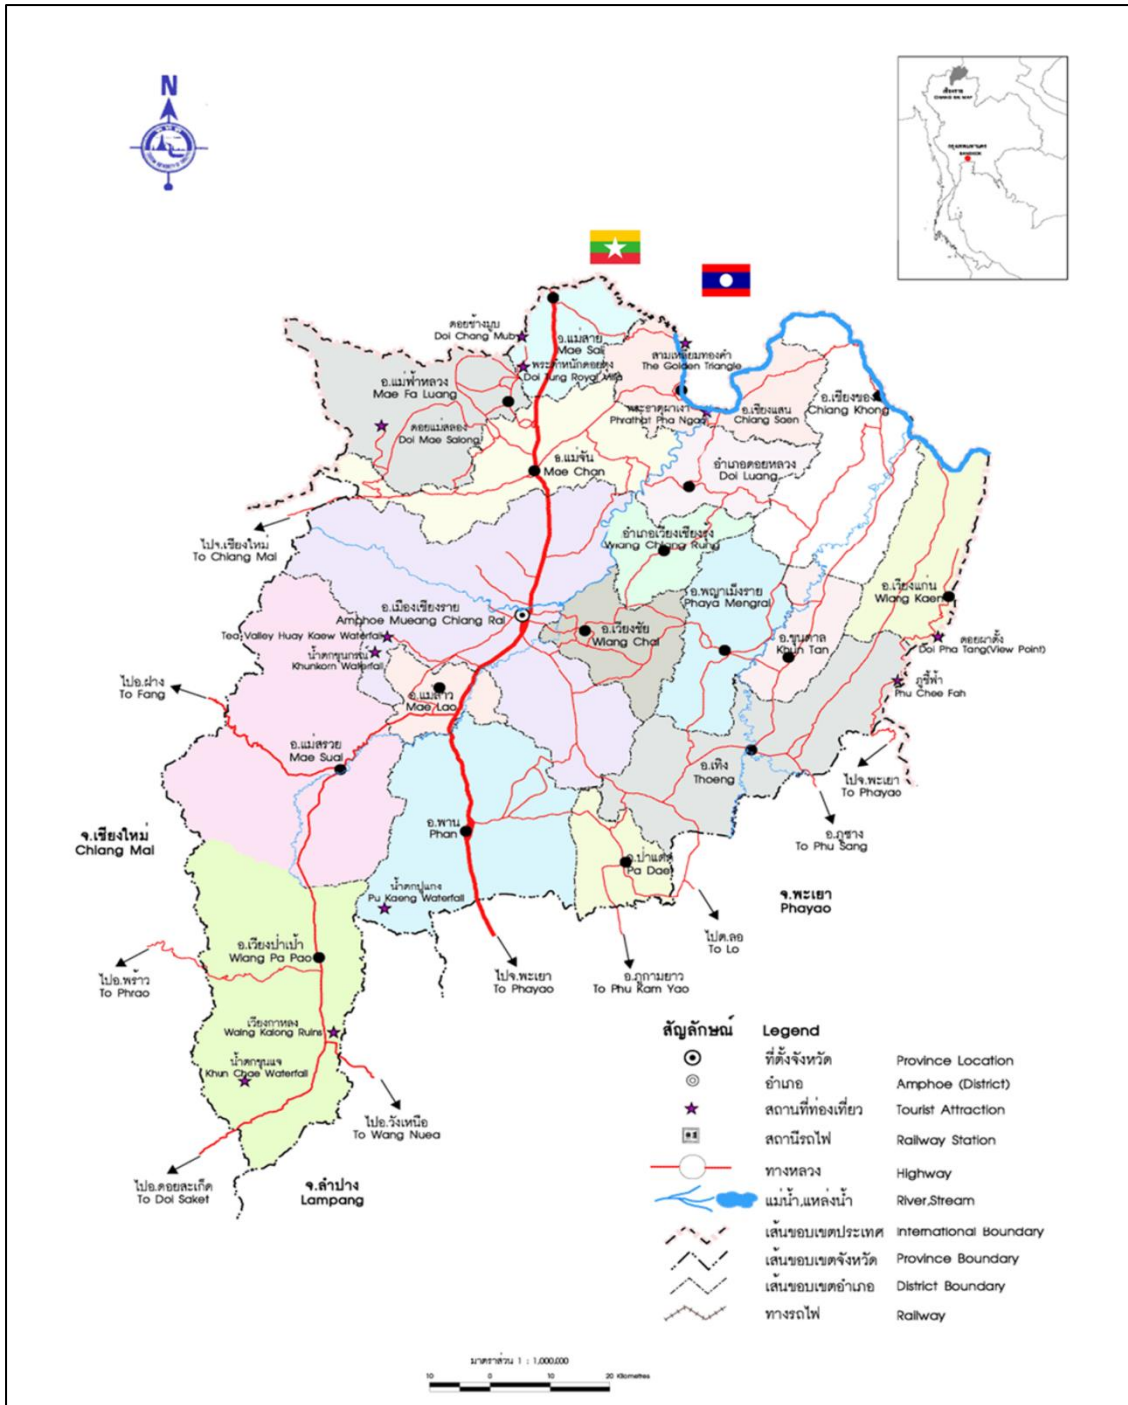 N
เชียงราย
CHIANG RAI MAP
กรุงเทพมหานคร
BANGKOK
ดอยช้างมูบ
Doi Chang Mub
อ.แม่สาย
Mae Sai
พระตำหนักดอยตุง
Doi Tung Royal Villa
สามเหลี่ยมทองคำ
The Golden Triangle
อ.แม่ฟ้าหลวง
Mae Fa Luang
อ.เชียงของ
Chiang Khong
พระธาตุผาเงา
Phrathat Pha Ngao
อ.เชียงแสน
Chiang Saen
ดอยแม่สลอง
Doi Mae Salong
อ.แม่จัน
Mae Chan
อำเภอดอยหลวง
Doi Luang
ไปจ.เชียงใหม่
To Chiang Mai
อำเภอเวียงเชียงรุ้ง
Wiang Chiang Rung
อ.เวียงแก่น
Wiang Kaen
อ.พญาเม็งราย
Phaya Mengrai
อ.เมืองเชียงราย
Amphoe Mueang Chiang Rai
อ.เวียงชัย
Wiang Chai
Tea Valley Huay Kaew Waterfall
น้ำตกขุนกรณ์
Khunkorn Waterfall
อ.ขุนตาล
Khun Tan
ดอยผาตั้ง
Doi Pha Tang(View Point)
ภูชี้ฟ้า
Phu Chee Fah
ไปอ.ฝาง
To Fang
อ.แม่ลาว
Mae Lao
อ.แม่สรวย
Mae Suai
อ.เทิง
Thoeng
ไปจ.พะเยา
To Phayao
อ.พาน
Phan
จ.เชียงใหม่
Chiang Mai
อ.ภูซาง
To Phu Sang
อ.ป่าแดด
Pa Daet
น้ำตกปูแกง
Pu Kaeng Waterfall
จ.พะเยา
Phayao
ไปต.ลอ
To Lo
อ.เวียงป่าเป้า
Wiang Pa Pao
ไปอ.พร้าว
To Phrao
ไปจ.พะเยา
To Phayao
อ.ภูกามยาว
To Phu Kam Yao
เวียงกาหลง
Waing Kalong Ruins
น้ำตกขุนแจ
Khun Chae Waterfall
ไปอ.วังเหนือ
To Wang Nuea
ไปอ.ดอยสะเก็ด
To Doi Saket
จ.ลำปาง
Lampang
สัญลักษณ์ Legend
ที่ตั้งจังหวัด Province Location
อำเภอ Amphoe (District)
สถานที่ท่องเที่ยว Tourist Attraction
สถานีรถไฟ Railway Station
ทางหลวง Highway
แม่น้ำ,แหล่งน้ำ River,Stream
เส้นขอบเขตประเทศ International Boundary
เส้นขอบเขตจังหวัด Province Boundary
เส้นขอบเขตอำเภอ District Boundary
ทางรถไฟ Railway
มาตราส่วน 1 : 1,000,000
10 0 10 20 Kilometres